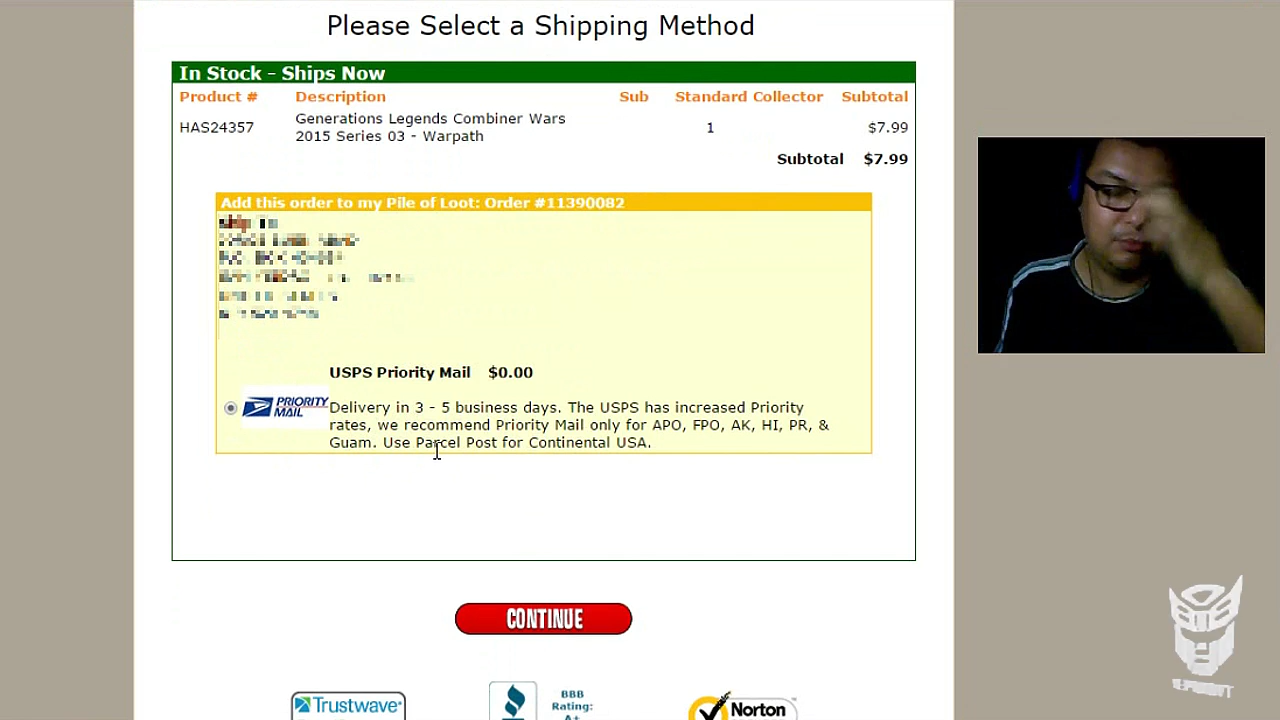 Please Select a Shipping Method
In Stock - Ships Now
Product # Description Sub Standard Collector Subtotal
HAS24357 Generations Legends Combiner Wars 1 $7.99
2015 Series 03 - Warpath
Subtotal $7.99
Add this order to my Pile of Loot: Order #11390082
USPS Priority Mail $0.00
PRIORITY
MAIL
Delivery in 3 - 5 business days. The USPS has increased Priority
rates, we recommend Priority Mail only for APO, FPO, AK, HI, PR, &
Guam. Use Parcel Post for Continental USA.
CONTINUE
Trustwave
BBB
Rating:
A+
Norton